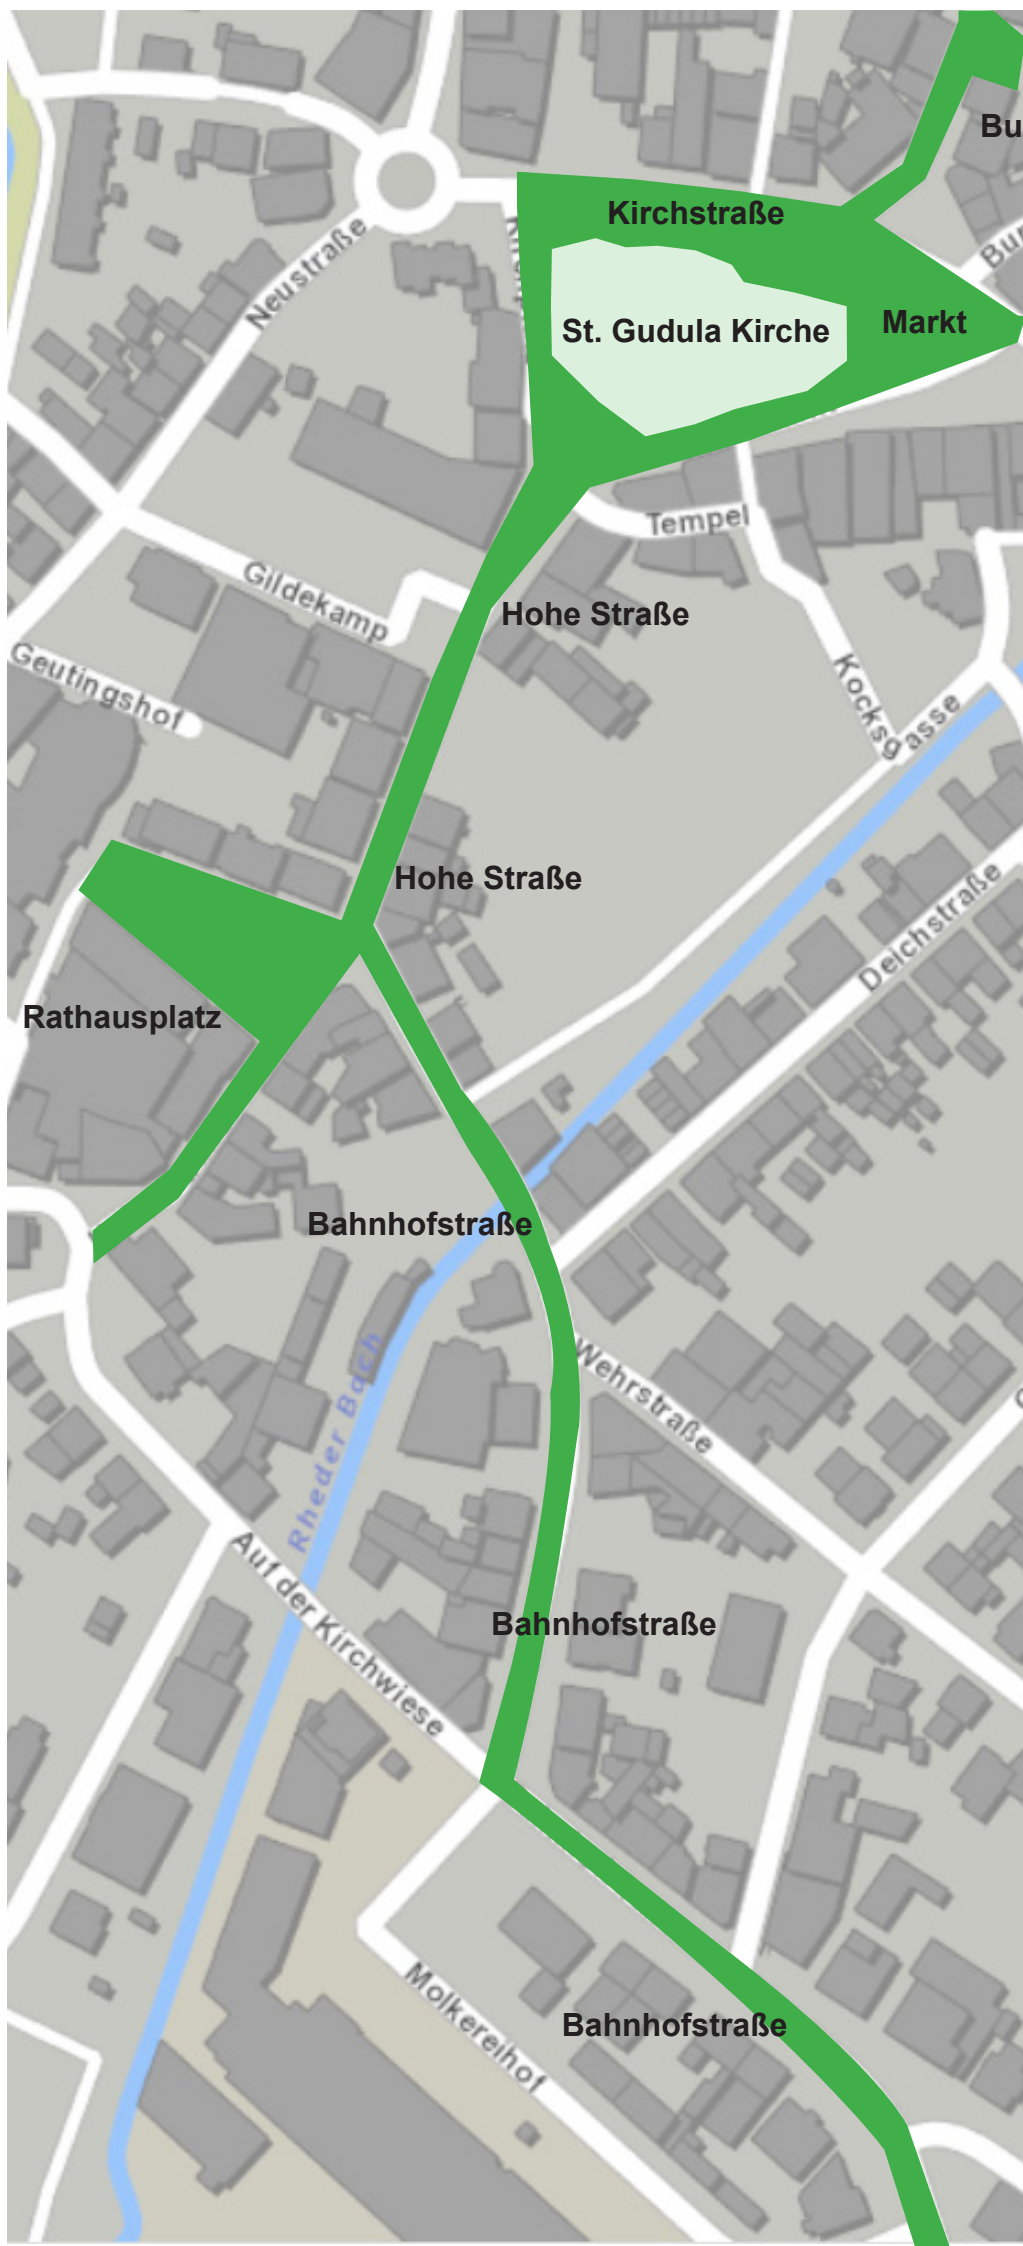 Bu
Kirchstraße
Neustraße
Bur
St. Gudula Kirche
Markt
Tempel
Gildekamp
Hohe Straße
Geutingshof
Kocksgasse
Hohe Straße
Deichstraße
Rathausplatz
Bahnhofstraße
Wehrstraße
Rheder Bach
Auf der Kirchwiese
Bahnhofstraße
Molkereihof
Bahnhofstraße